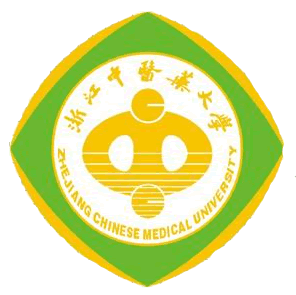 浙江中醫藥大學
ZHEJIANG CHINESE MEDICAL UNIVERSITY